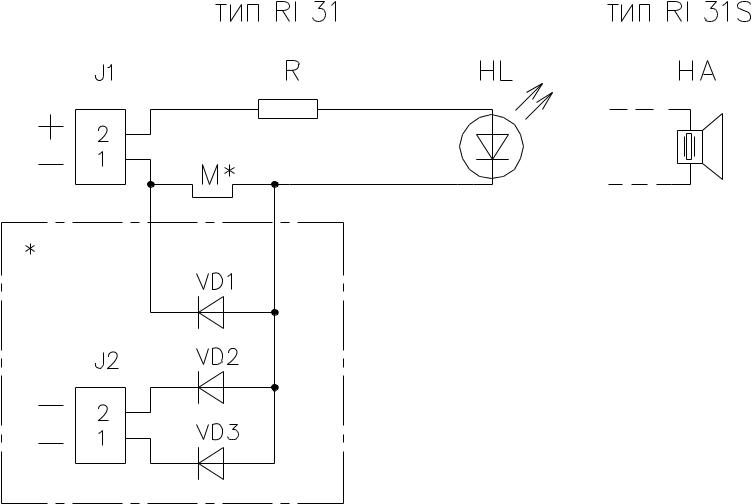 тип RI 31
тип RI 31S
J1
R
HL
HA
+
2
—
1
M*
*
VD1
J2
VD2
—
2
—
1
VD3